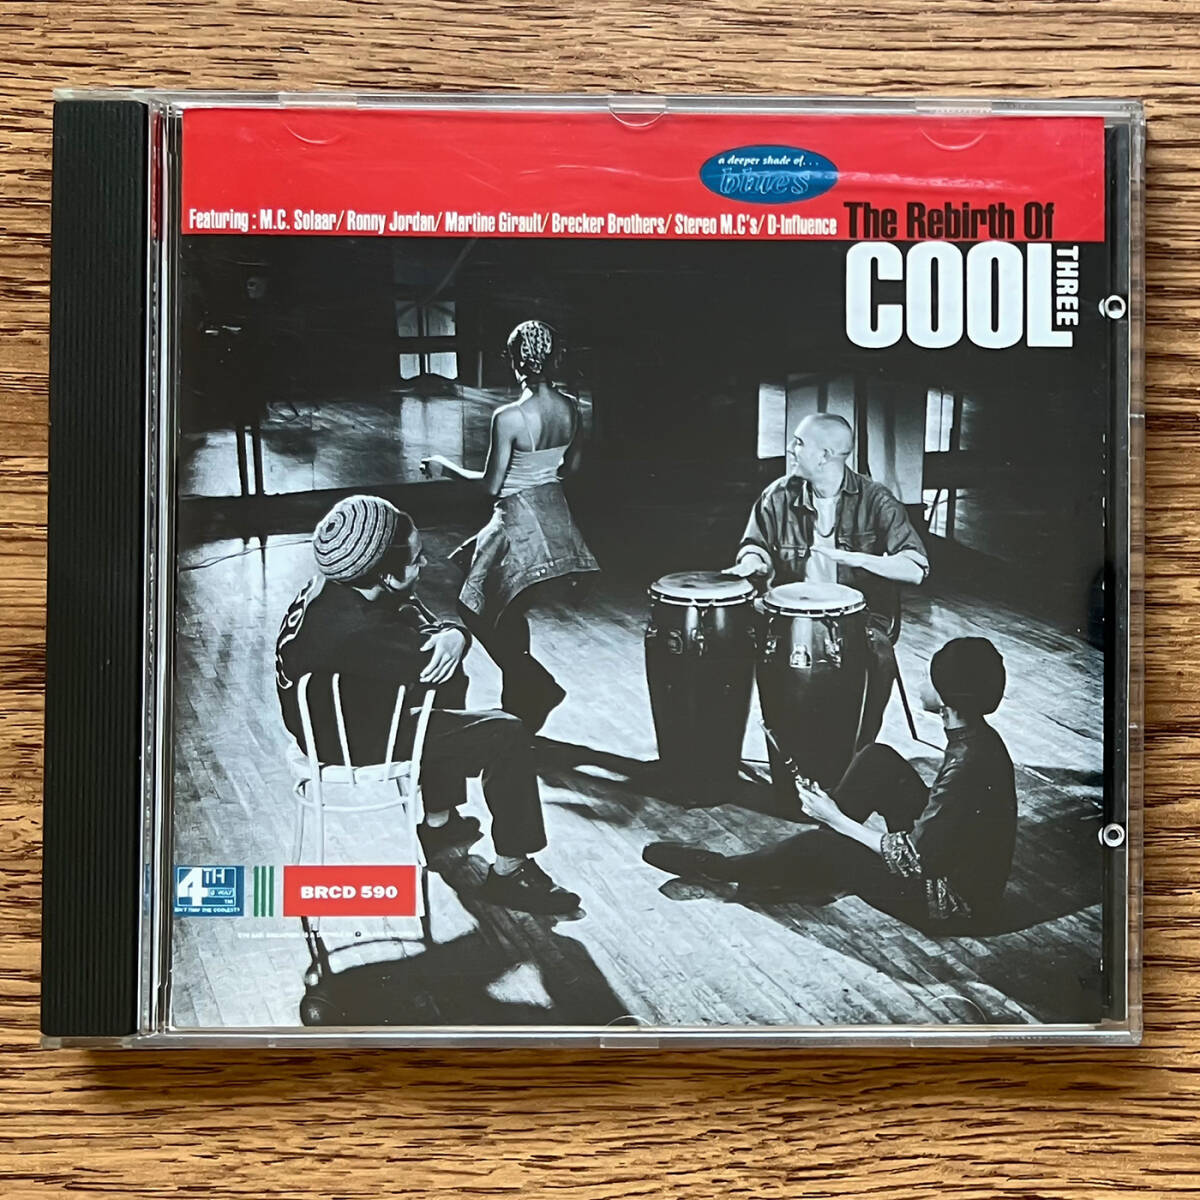 a deeper shade of...
blues
Featuring : M.C. Solaar/ Ronny Jordan/ Martine Girault/ Brecker Brothers/ Stereo M.C's/ D-Influence
The Rebirth Of
COOL
THREE
4TH
TM
BRCD 590